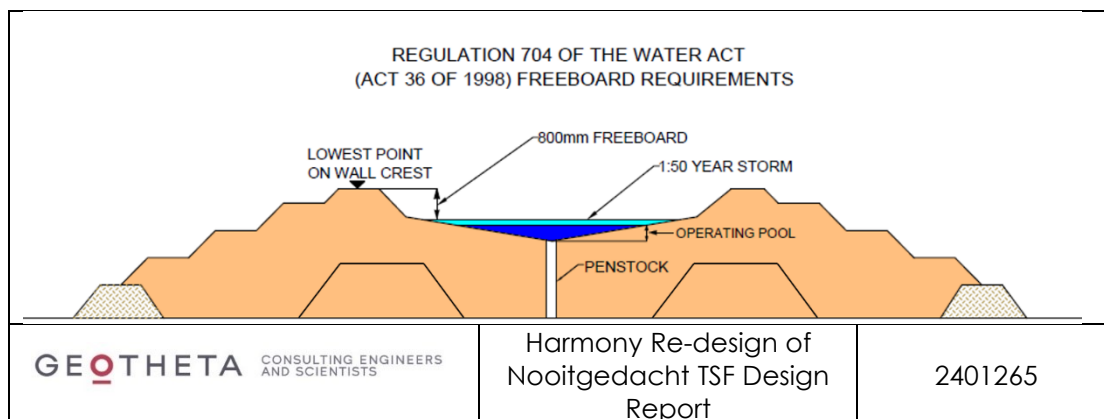 REGULATION 704 OF THE WATER ACT
(ACT 36 OF 1998) FREEBOARD REQUIREMENTS
800mm FREEBOARD
LOWEST POINT
ON WALL CREST
1:50 YEAR STORM
OPERATING POOL
PENSTOCK
GEOTHETA CONSULTING ENGINEERS
AND SCIENTISTS
Harmony Re-design of
Nooitgedacht TSF Design
Report
2401265